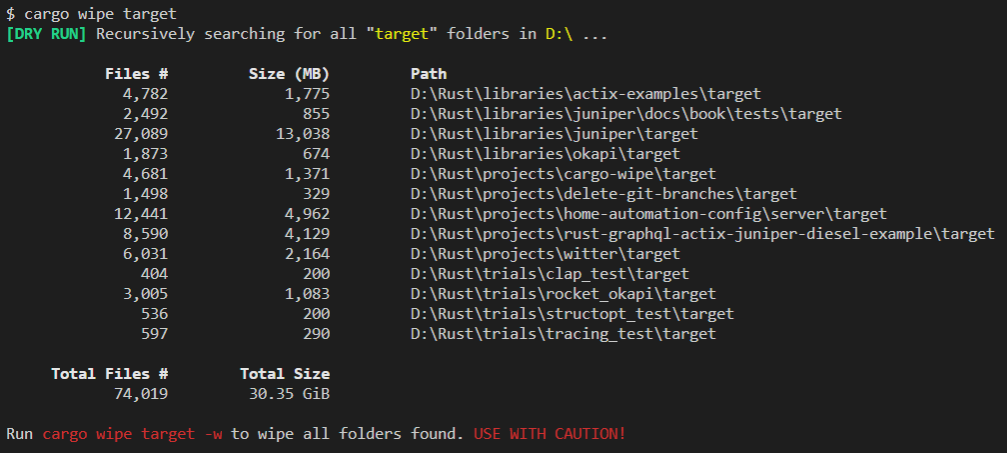 $ cargo wipe target
[DRY RUN] Recursively searching for all "target" folders in D:\ ...
Files # Size (MB) Path
4,782 1,775 D:\Rust\libraries\actix-examples\target
2,492 855 D:\Rust\libraries\juniper\docs\book\tests\target
27,089 13,038 D:\Rust\libraries\juniper\target
1,873 674 D:\Rust\libraries\okapi\target
4,681 1,371 D:\Rust\projects\cargo-wipe\target
1,498 329 D:\Rust\projects\delete-git-branches\target
12,441 4,962 D:\Rust\projects\home-automation-config\server\target
8,590 4,129 D:\Rust\projects\rust-graphql-actix-juniper-diesel-example\target
6,031 2,164 D:\Rust\projects\witter\target
404 200 D:\Rust\trials\clap_test\target
3,005 1,083 D:\Rust\trials\rocket_okapi\target
536 200 D:\Rust\trials\structopt_test\target
597 290 D:\Rust\trials\tracing_test\target
Total Files # Total Size
74,019 30.35 GiB
Run cargo wipe target -w to wipe all folders found. USE WITH CAUTION!